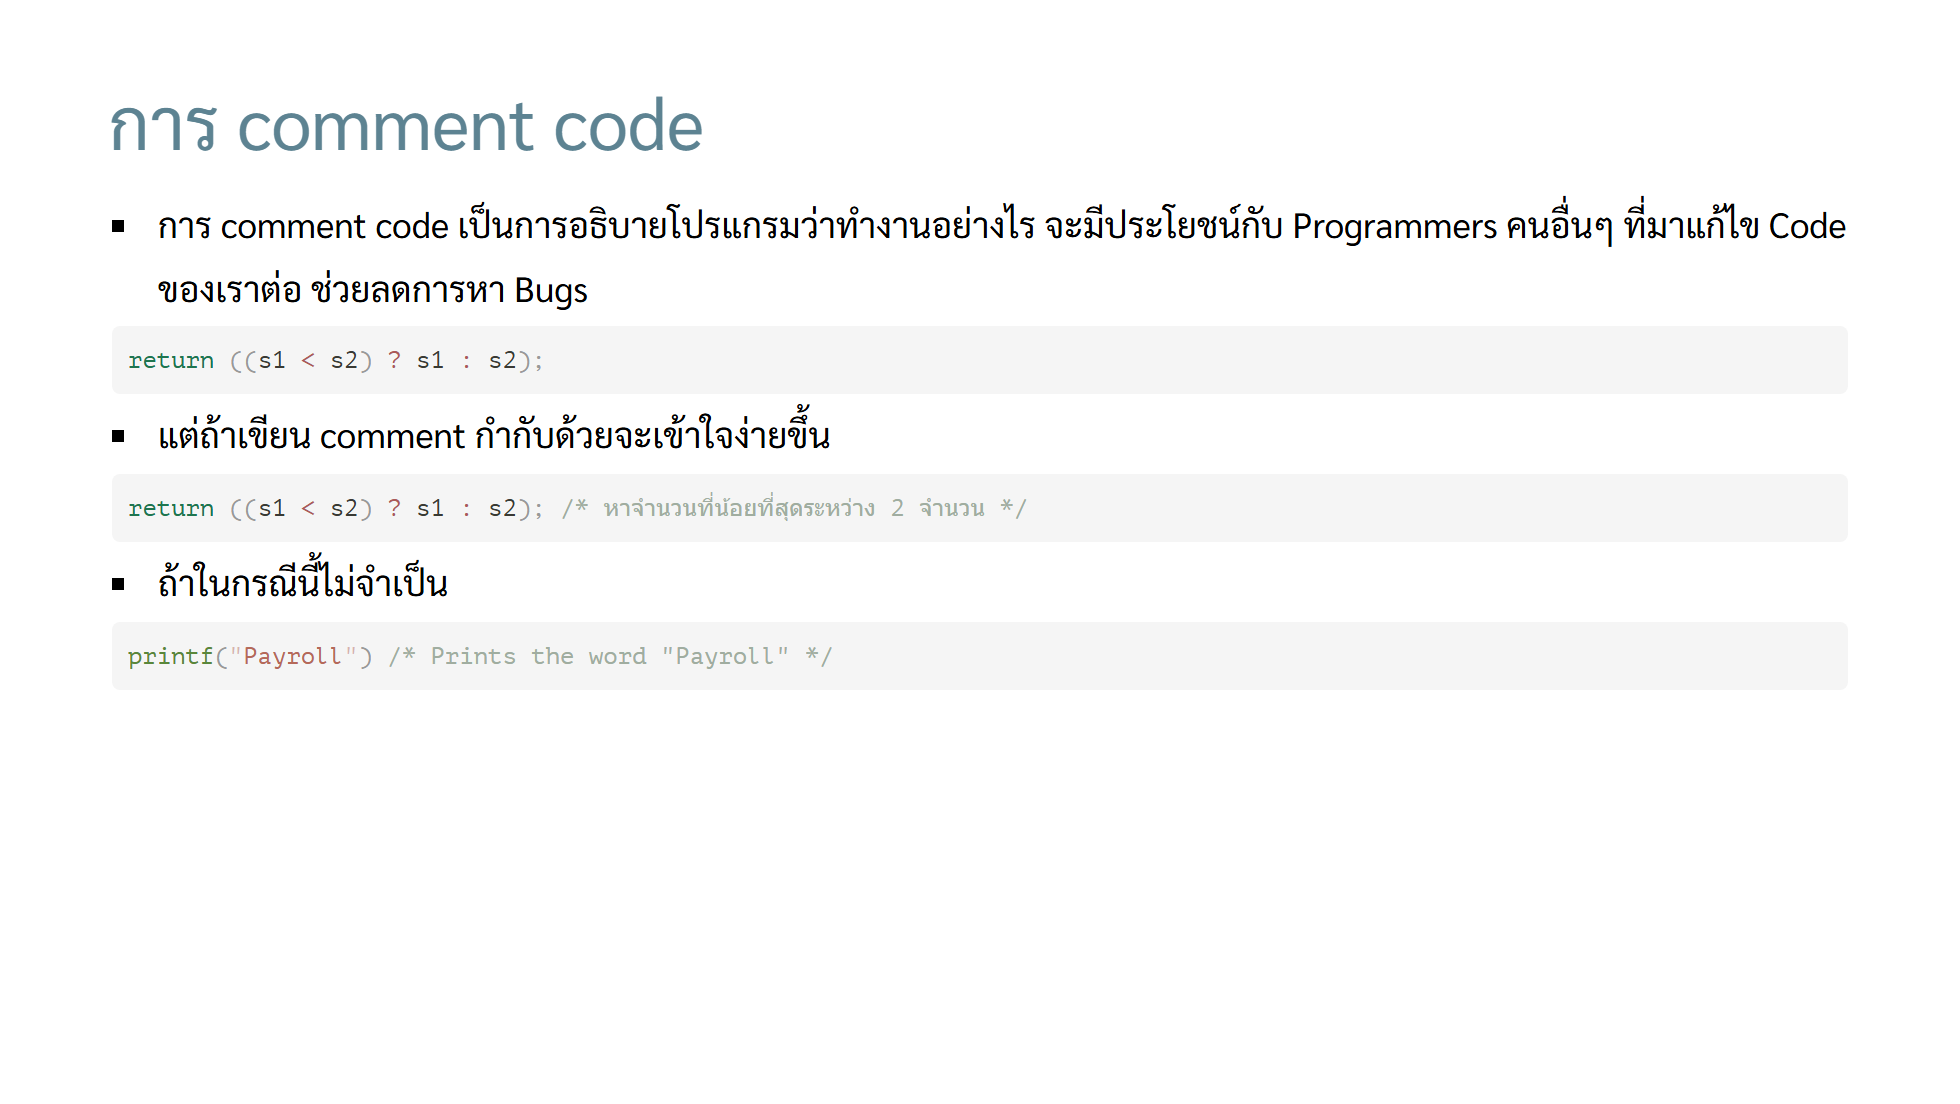 การ comment code
▪ การ comment code เป็นการอธิบายโปรแกรมว่าทำงานอย่างไร จะมีประโยชน์กับ Programmers คนอื่นๆ ที่มาแก้ไข Code
ของเราต่อ ช่วยลดการหา Bugs
return ((s1 < s2) ? s1 : s2);
▪ แต่ถ้าเขียน comment กำกับด้วยจะเข้าใจง่ายขึ้น
return ((s1 < s2) ? s1 : s2); /* หาจำนวนที่น้อยที่สุดระหว่าง 2 จำนวน */
▪ ถ้าในกรณีนี้ไม่จำเป็น
printf("Payroll") /* Prints the word "Payroll" */